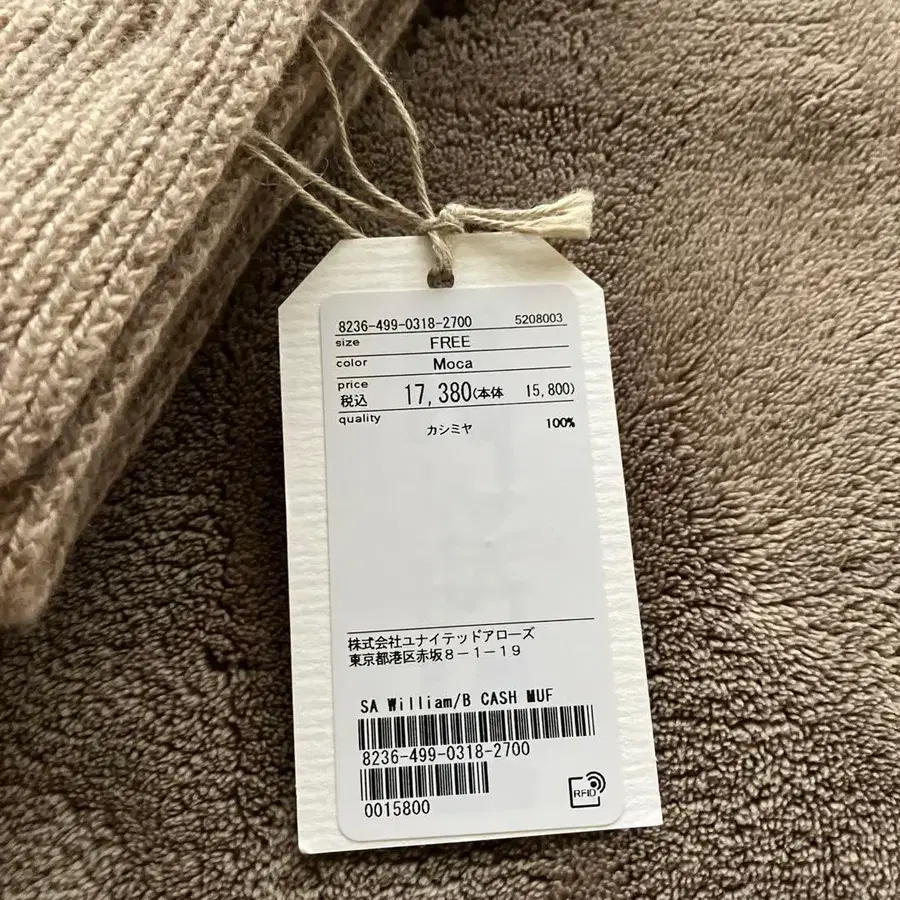 8236-499-0318-2700 5208003
size FREE
color Moca
price
税込 17,380(本体 15,800)
quality
カシミヤ 100%
株式会社ユナイテッドアローズ
東京都港区赤坂８－１－１９
SA William/B CASH MUF
8236-499-0318-2700
0015800
RFID